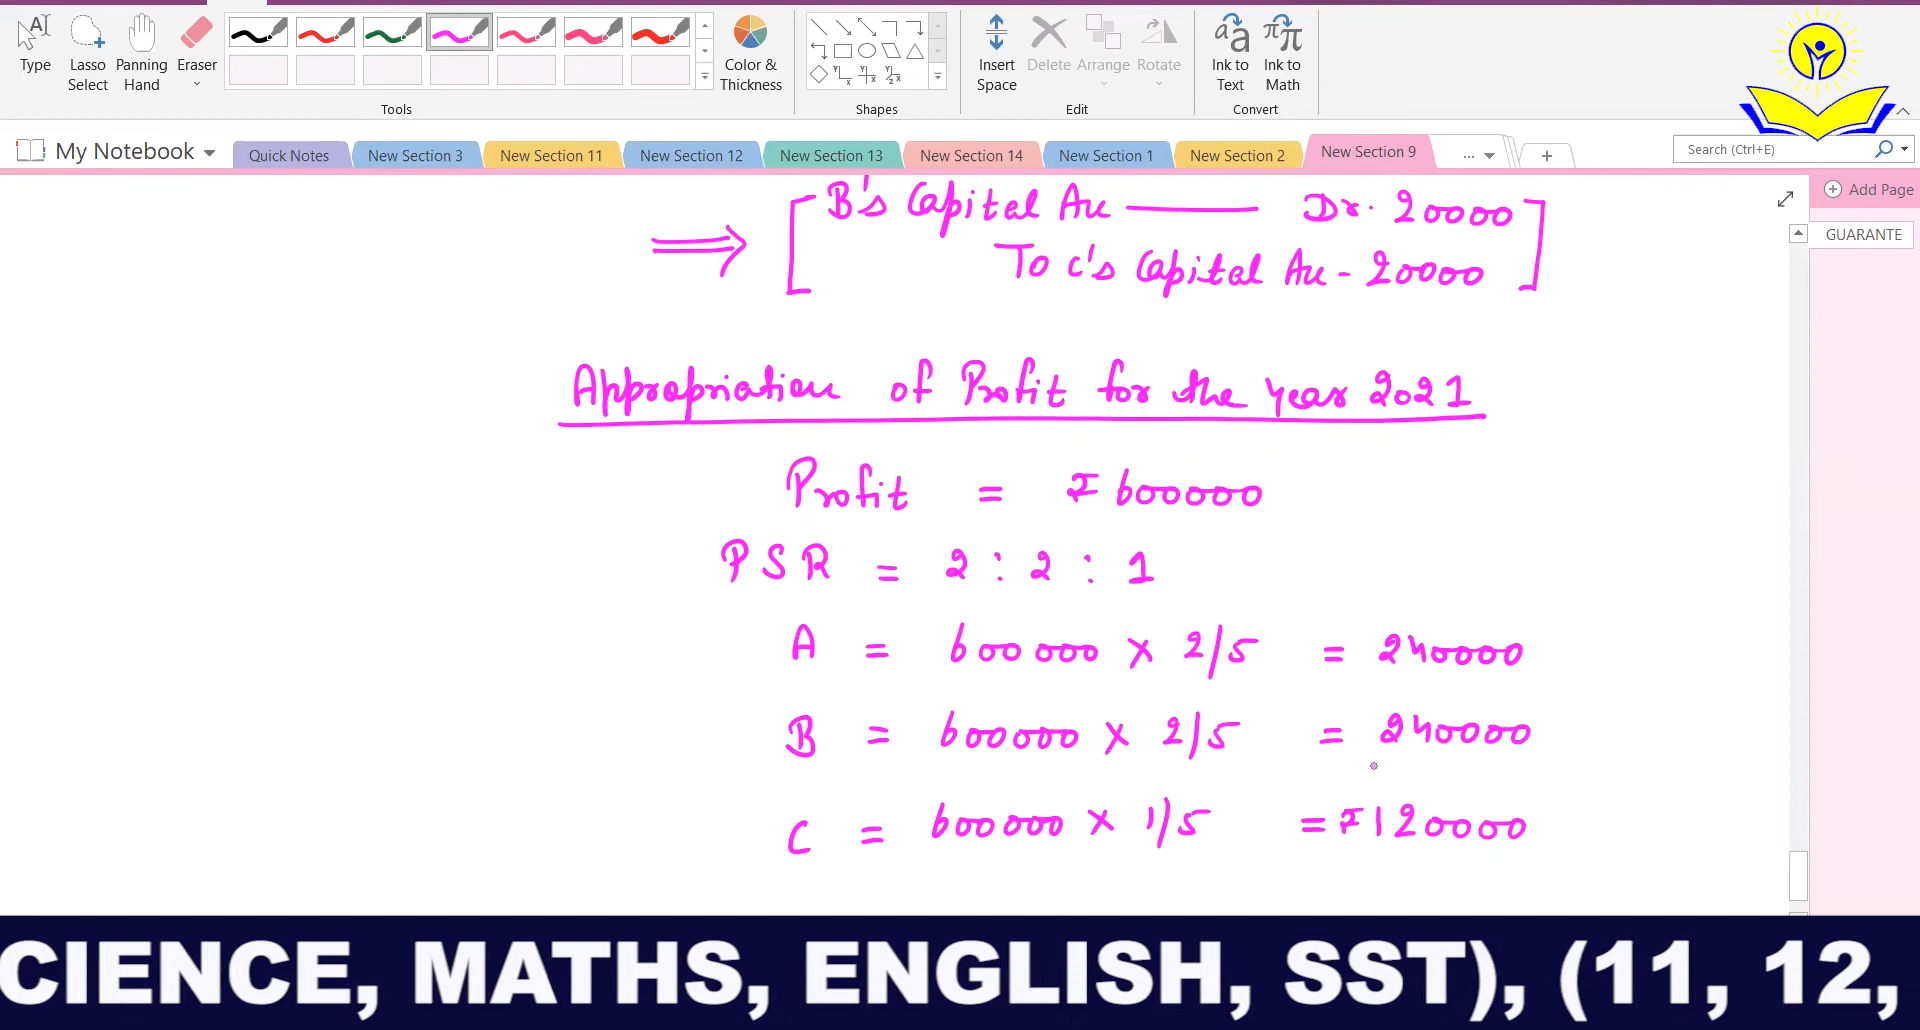 Type
Lasso Select
Panning Hand
Eraser
Color & Thickness
Insert Space
Delete
Arrange
Rotate
Ink to Text
Ink to Math
Tools
Shapes
Edit
Convert
My Notebook
Quick Notes
New Section 3
New Section 11
New Section 12
New Section 13
New Section 14
New Section 1
New Section 2
New Section 9
...
Search (Ctrl+E)
Add Page
GUARANTE
B's Capital A/c —— Dr. 20000
To C's Capital A/c - 20000
Appropriation of Profit for the year 2021
Profit = ₹ 600000
PSR = 2 : 2 : 1
A = 600000 × 2/5 = 240000
B = 600000 × 2/5 = 240000
C = 600000 × 1/5 = ₹120000
CIENCE, MATHS, ENGLISH, SST), (11, 12,